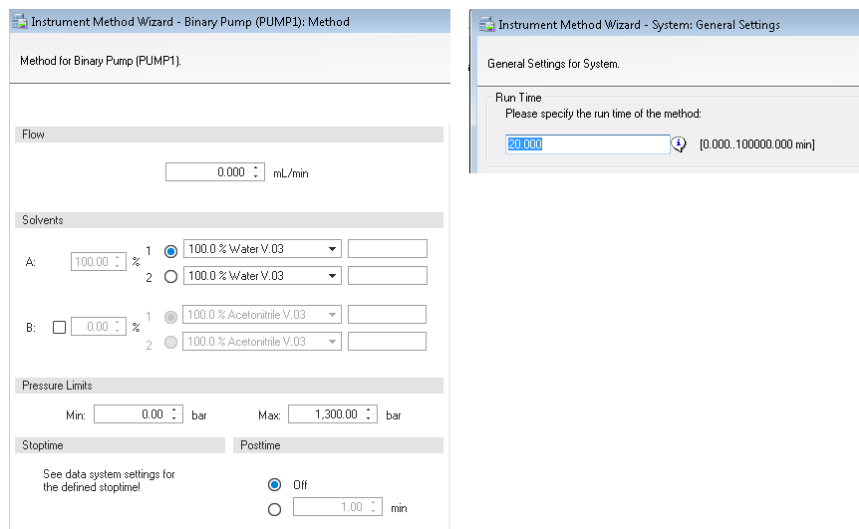 Instrument Method Wizard - Binary Pump (PUMP1): Method
Method for Binary Pump (PUMP1).
Flow
0.000 mL/min
Solvents
A: 100.00 % 1 100.0 % Water V.03
2 100.0 % Water V.03
B: 0.00 % 1 100.0 % Acetonitrile V.03
2 100.0 % Acetonitrile V.03
Pressure Limits
Min: 0.00 bar Max: 1,300.00 bar
Stoptime Posttime
See data system settings for
the defined stoptime!
Off
1.00 min
Instrument Method Wizard - System: General Settings
General Settings for System.
Run Time
Please specify the run time of the method:
20.000 [0.000..100000.000 min]